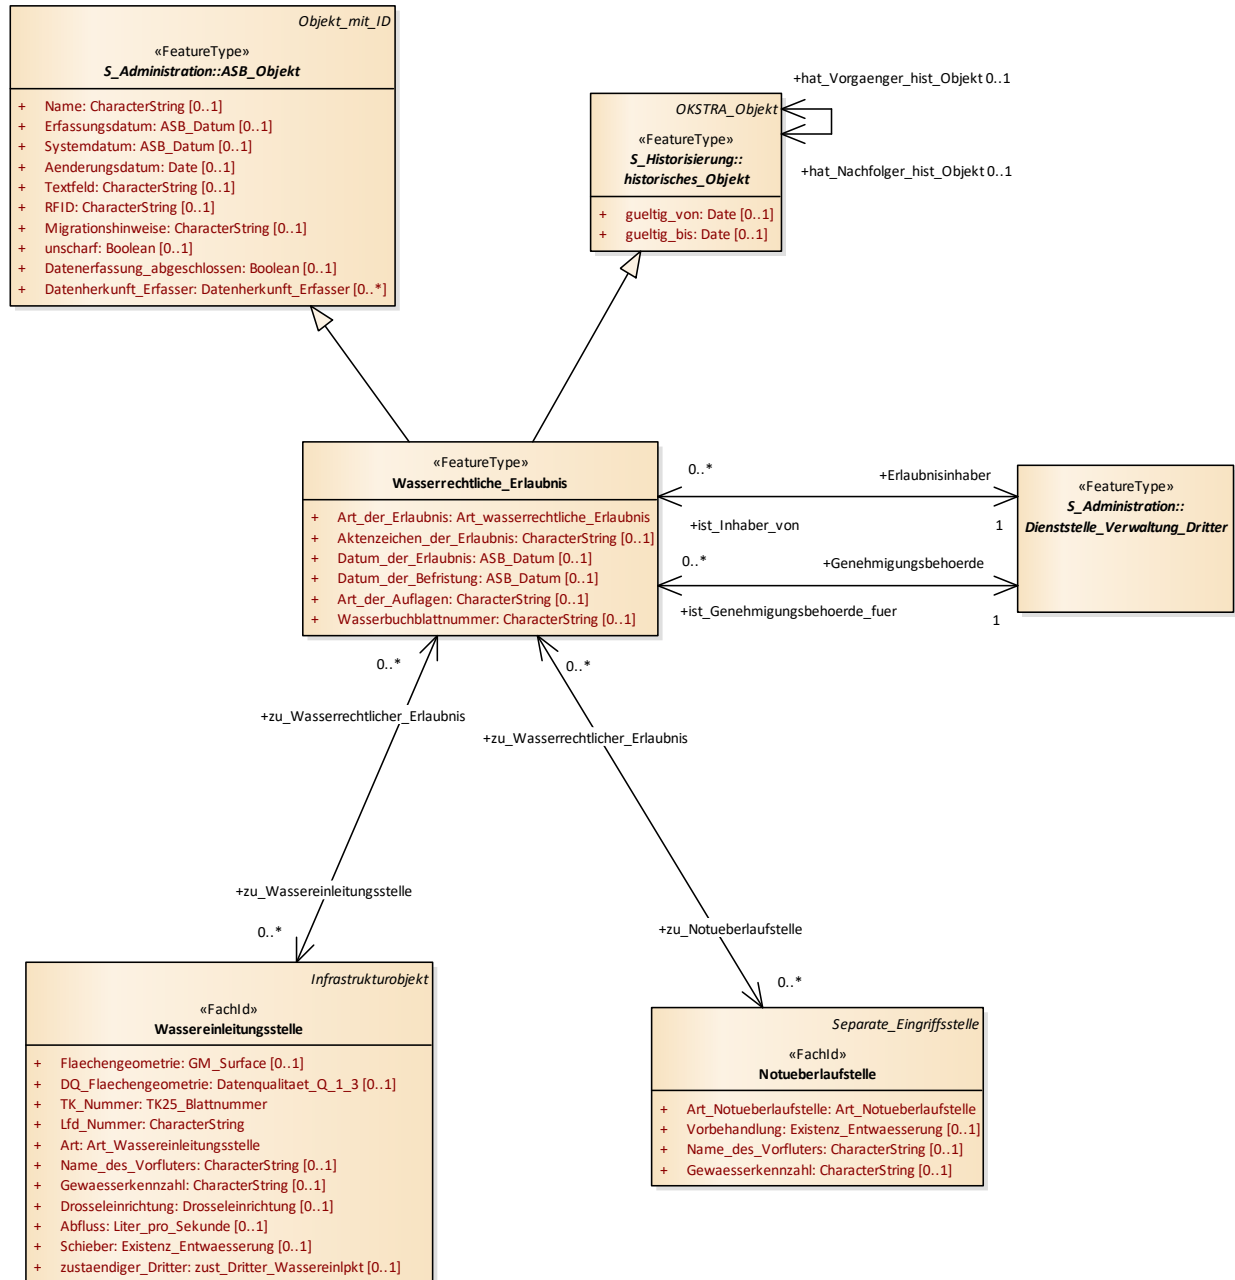 Objekt_mit_ID
«FeatureType»
S_Administration::ASB_Objekt
+ Name: CharacterString [0..1]
+ Erfassungsdatum: ASB_Datum [0..1]
+ Systemdatum: ASB_Datum [0..1]
+ Aenderungsdatum: Date [0..1]
+ Textfeld: CharacterString [0..1]
+ RFID: CharacterString [0..1]
+ Migrationshinweise: CharacterString [0..1]
+ unscharf: Boolean [0..1]
+ Datenerfassung_abgeschlossen: Boolean [0..1]
+ Datenherkunft_Erfasser: Datenherkunft_Erfasser [0..*]
+hat_Vorgaenger_hist_Objekt 0..1
OKSTRA_Objekt
«FeatureType»
S_Historisierung::
historisches_Objekt
+ gueltig_von: Date [0..1]
+ gueltig_bis: Date [0..1]
+hat_Nachfolger_hist_Objekt 0..1
«FeatureType»
Wasserrechtliche_Erlaubnis
+ Art_der_Erlaubnis: Art_wasserrechtliche_Erlaubnis
+ Aktenzeichen_der_Erlaubnis: CharacterString [0..1]
+ Datum_der_Erlaubnis: ASB_Datum [0..1]
+ Datum_der_Befristung: ASB_Datum [0..1]
+ Art_der_Auflagen: CharacterString [0..1]
+ Wasserbuchblattnummer: CharacterString [0..1]
0..* +Erlaubnisinhaber
+ist_Inhaber_von 1
0..* +Genehmigungsbehoerde
+ist_Genehmigungsbehoerde_fuer 1
«FeatureType»
S_Administration::
Dienststelle_Verwaltung_Dritter
0..*
+zu_Wasserrechtlicher_Erlaubnis
0..*
+zu_Wasserrechtlicher_Erlaubnis
+zu_Wassereinleitungsstelle
0..*
+zu_Notueberlaufstelle
0..*
Infrastrukturobjekt
«FachId»
Wassereinleitungsstelle
+ Flaechengeometrie: GM_Surface [0..1]
+ DQ_Flaechengeometrie: Datenqualitaet_Q_1_3 [0..1]
+ TK_Nummer: TK25_Blattnummer
+ Lfd_Nummer: CharacterString
+ Art: Art_Wassereinleitungsstelle
+ Name_des_Vorfluters: CharacterString [0..1]
+ Gewaesserkennzahl: CharacterString [0..1]
+ Drosseleinrichtung: Drosseleinrichtung [0..1]
+ Abfluss: Liter_pro_Sekunde [0..1]
+ Schieber: Existenz_Entwaesserung [0..1]
+ zustaendiger_Dritter: zust_Dritter_Wassereinlpkt [0..1]
Separate_Eingriffsstelle
«FachId»
Notueberlaufstelle
+ Art_Notueberlaufstelle: Art_Notueberlaufstelle
+ Vorbehandlung: Existenz_Entwaesserung [0..1]
+ Name_des_Vorfluters: CharacterString [0..1]
+ Gewaesserkennzahl: CharacterString [0..1]